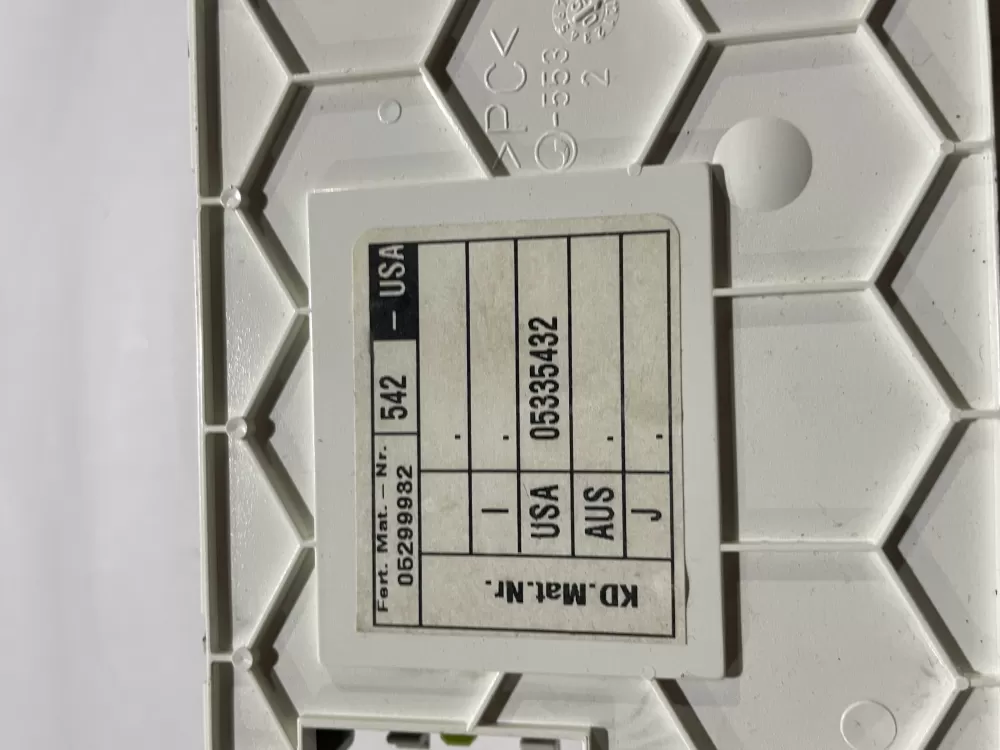 >PC<
-553
2
Fert. Mat. – Nr.
05299982
542
– USA
KD.Mat.Nr.
.
I .
USA 05335432
AUS .
J .